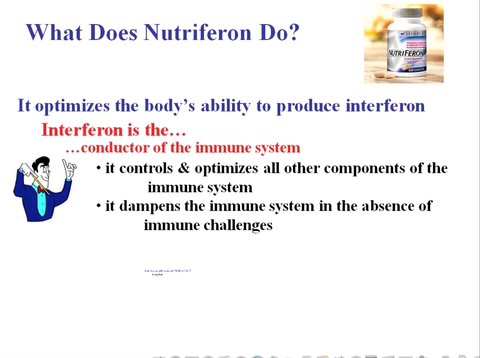 What Does Nutriferon Do?
NUTRIFERON
It optimizes the body's ability to produce interferon
Interferon is the…
…conductor of the immune system
• it controls & optimizes all other components of the
immune system
• it dampens the immune system in the absence of
immune challenges